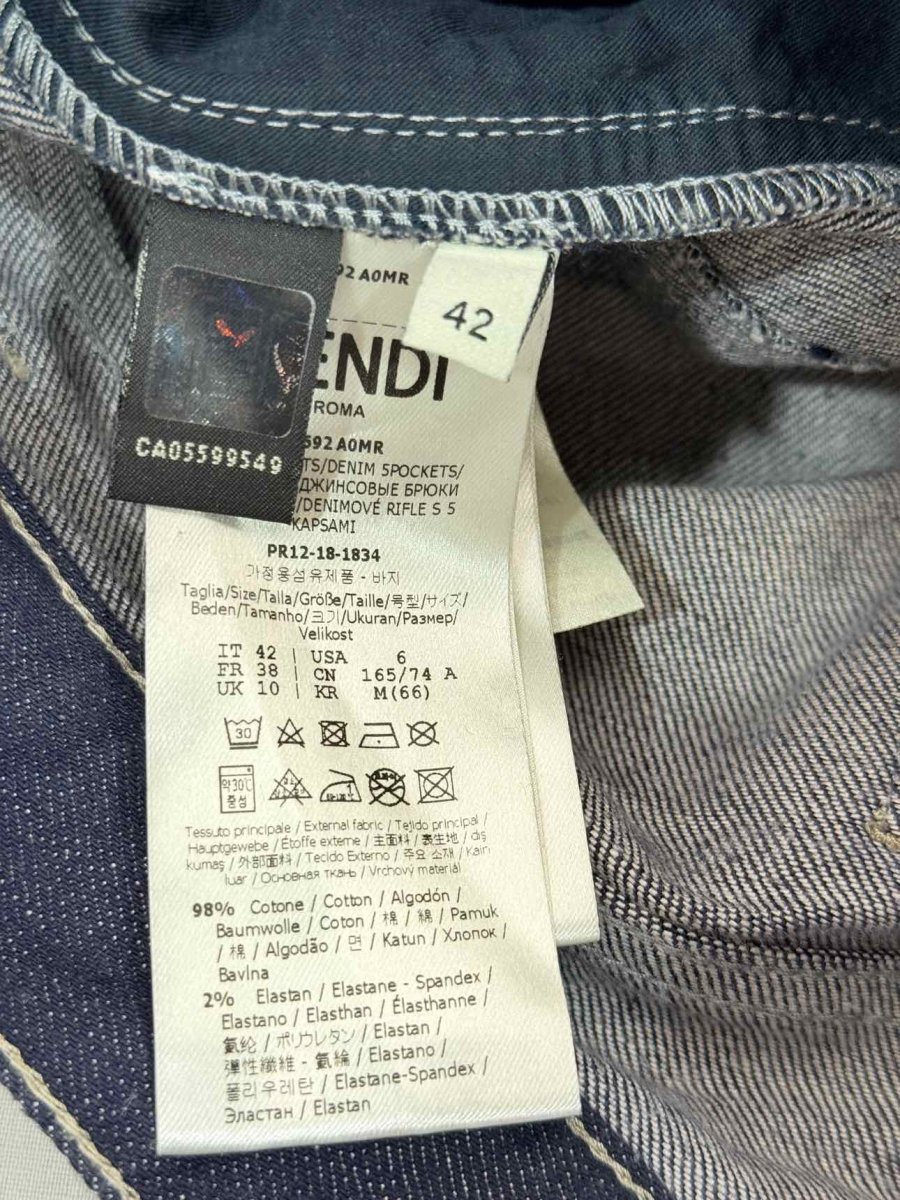 92 A0MR
42
ENDI
ROMA
CA05599549
592 A0MR
TS/DENIM 5POCKETS/
ДЖИНСОВЫЕ БРЮКИ
/DENIMOVÉ RIFLE S 5
KAPSAMI
PR12-18-1834
가정용섬유제품 - 바지
Taglia/Size/Talla/Größe/Taille/号型/サイズ/
Beden/Tamanho/크기/Ukuran/Размер/
Velikost
IT 42 | USA 6
FR 38 | CN 165/74 A
UK 10 | KR M(66)
30
약30℃
중성
Tessuto principale / External fabric / Tejido principal /
Hauptgewebe / Étoffe externe / 主面料 / 表生地 / dış
kumaş / 外部面料 / Tecido Externo / 주요 소재 / Kain
luar / Основная ткань / Vrchový materiál
98% Cotone / Cotton / Algodón /
Baumwolle / Coton / 棉 / 綿 / Pamuk
/ 棉 / Algodão / 면 / Katun / Хлопок /
Bavlna
2% Elastan / Elastane - Spandex /
Elastano / Elasthan / Élasthanne /
氨纶 / ポリウレタン / Elastan /
彈性纖維 - 氨綸 / Elastano /
폴리우레탄 / Elastane-Spandex /
Эластан / Elastan